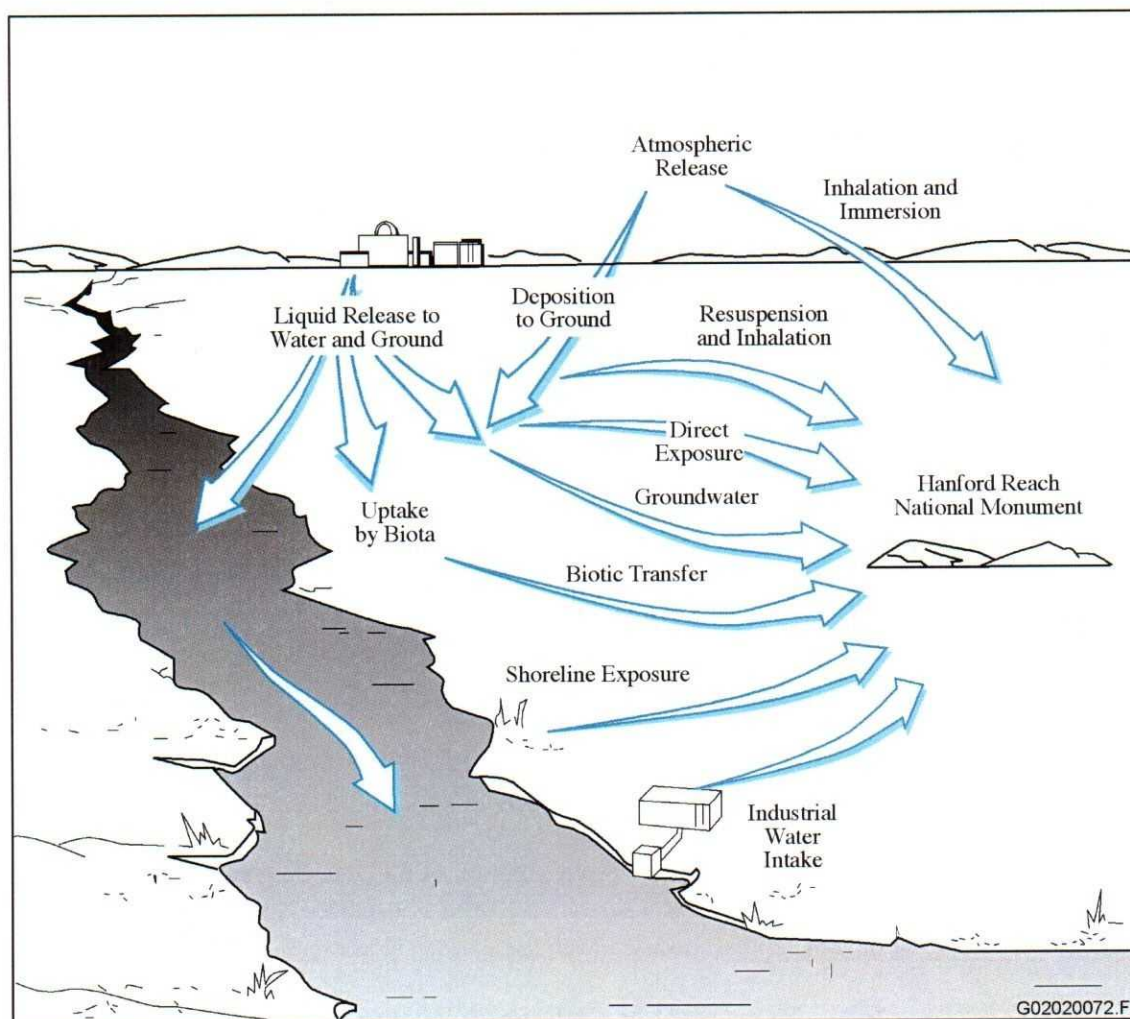 Atmospheric
Release
Inhalation and
Immersion
Liquid Release to
Water and Ground
Deposition
to Ground
Resuspension
and Inhalation
Direct
Exposure
Groundwater
Hanford Reach
National Monument
Uptake
by Biota
Biotic Transfer
Shoreline Exposure
Industrial
Water
Intake
G02020072.F